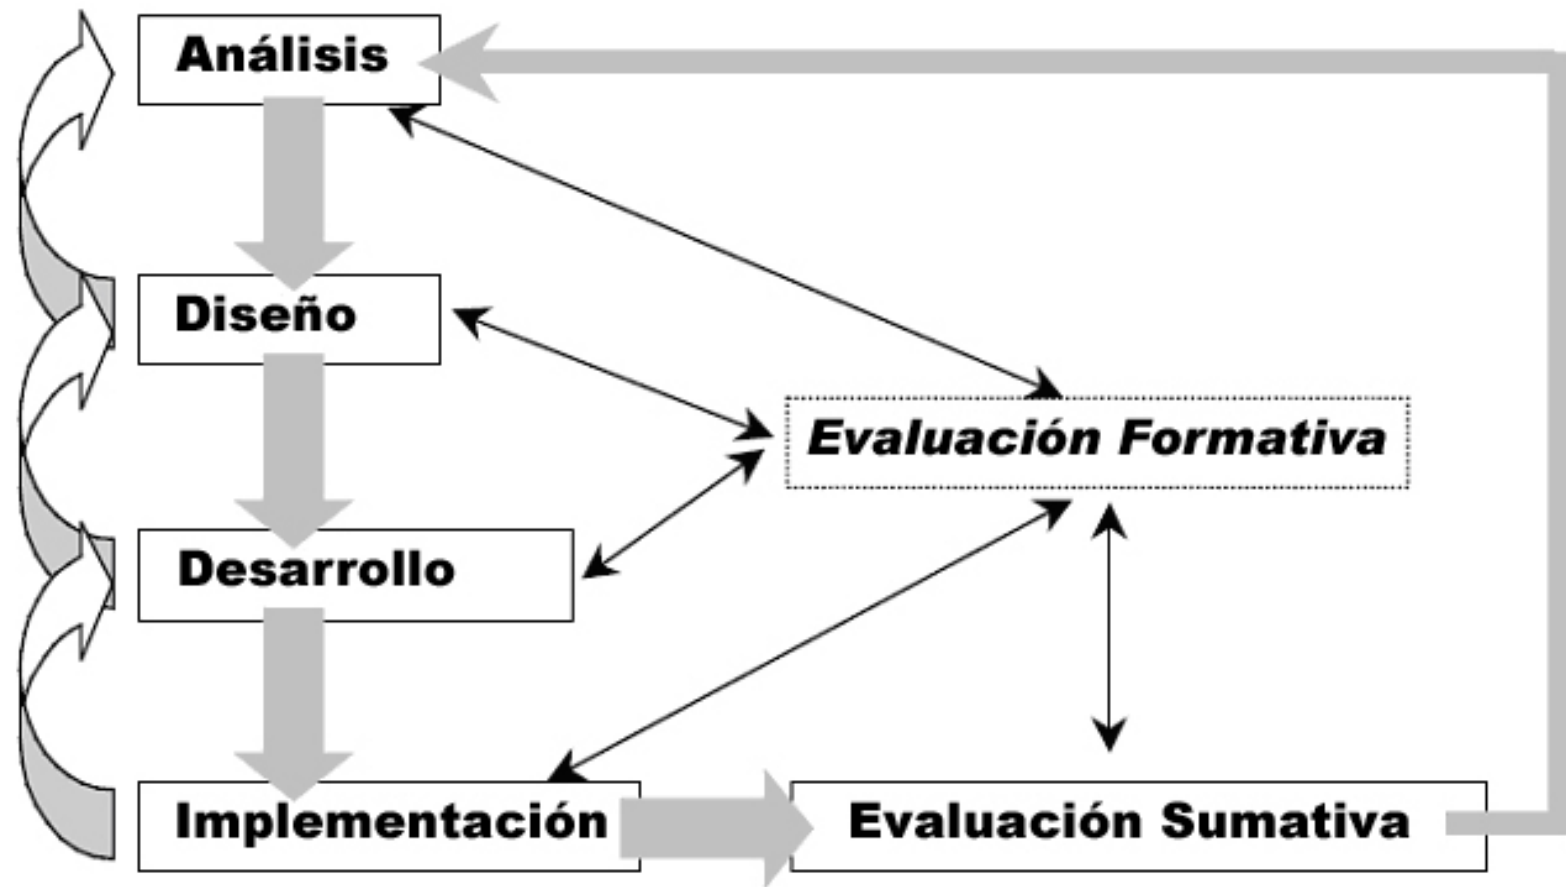 Análisis
Diseño
Evaluación Formativa
Desarrollo
Implementación
Evaluación Sumativa